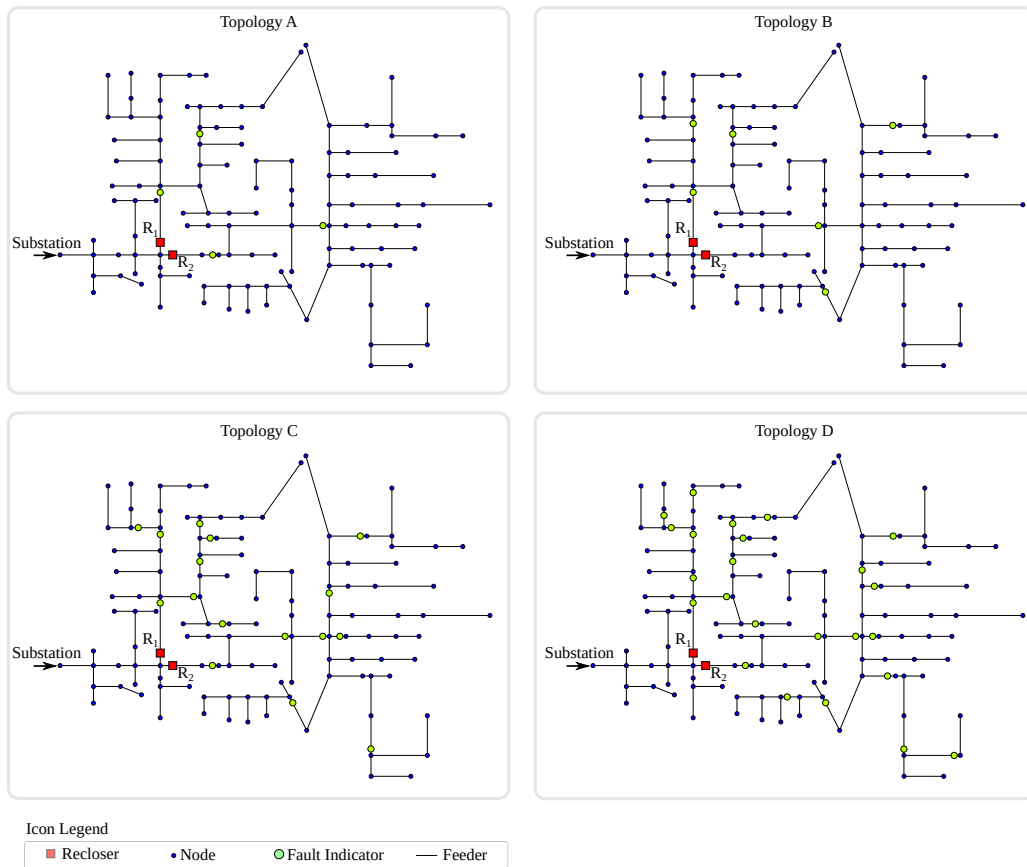 Topology A
Topology B
R₁
R₁
Substation
Substation
R₂
R₂
Topology C
Topology D
R₁
R₁
Substation
Substation
R₂
R₂
Icon Legend
Recloser Node Fault Indicator Feeder